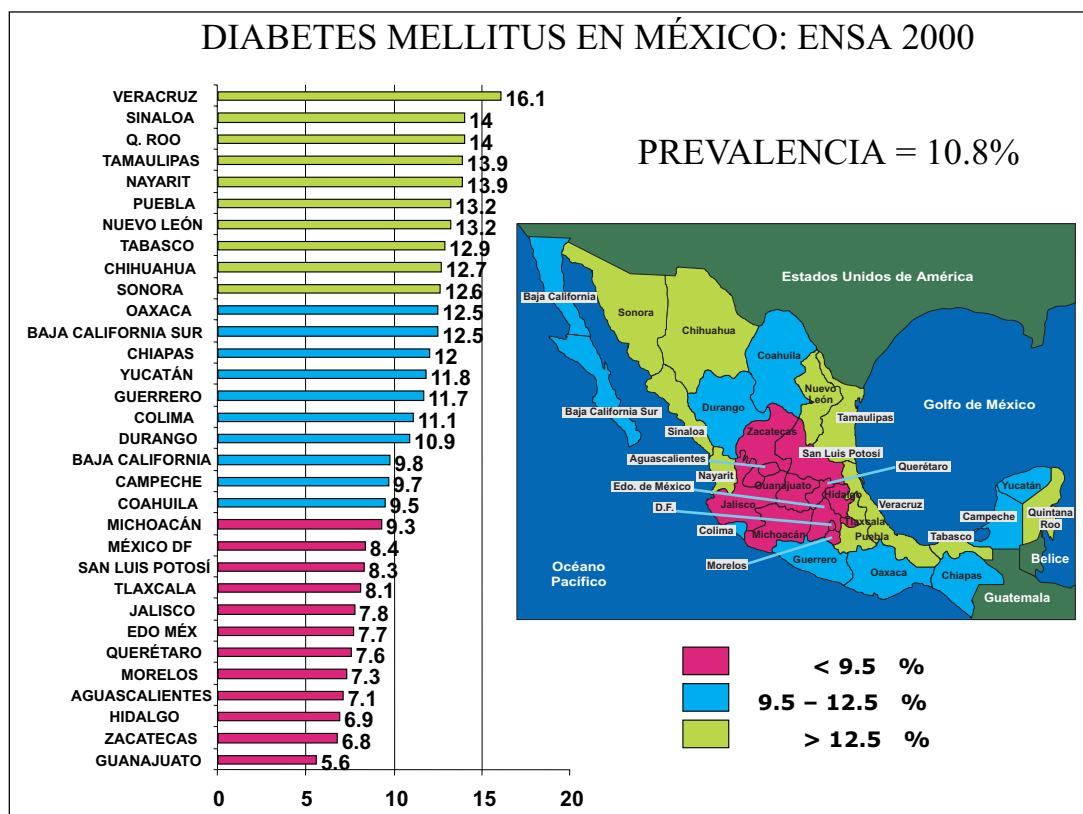 DIABETES MELLITUS EN MÉXICO: ENSA 2000
VERACRUZ 16.1
SINALOA 14
Q. ROO 14
TAMAULIPAS 13.9
NAYARIT 13.9
PUEBLA 13.2
NUEVO LEÓN 13.2
TABASCO 12.9
CHIHUAHUA 12.7
SONORA 12.6
OAXACA 12.5
BAJA CALIFORNIA SUR 12.5
CHIAPAS 12
YUCATÁN 11.8
GUERRERO 11.7
COLIMA 11.1
DURANGO 10.9
BAJA CALIFORNIA 9.8
CAMPECHE 9.7
COAHUILA 9.5
MICHOACÁN 9.3
MÉXICO DF 8.4
SAN LUIS POTOSÍ 8.3
TLAXCALA 8.1
JALISCO 7.8
EDO MÉX 7.7
QUERÉTARO 7.6
MORELOS 7.3
AGUASCALIENTES 7.1
HIDALGO 6.9
ZACATECAS 6.8
GUANAJUATO 5.6
0 5 10 15 20
PREVALENCIA = 10.8%
Estados Unidos de América
Baja California
Sonora
Chihuahua
Coahuila
Nuevo
León
Baja California Sur
Durango
Tamaulipas
Golfo de México
Sinaloa
Zacatecas
San Luis Potosí
Aguascalientes
Querétaro
Nayarit
Guanajuato
Edo. de México
Hidalgo
Yucatán
Jalisco
Veracruz
D.F.
Campeche
Quintana
Roo
Tlaxcala
Colima
Michoacán
Puebla
Tabasco
Guerrero
Morelos
Belice
Océano
Pacífico
Oaxaca
Chiapas
Guatemala
< 9.5 %
9.5 – 12.5 %
> 12.5 %